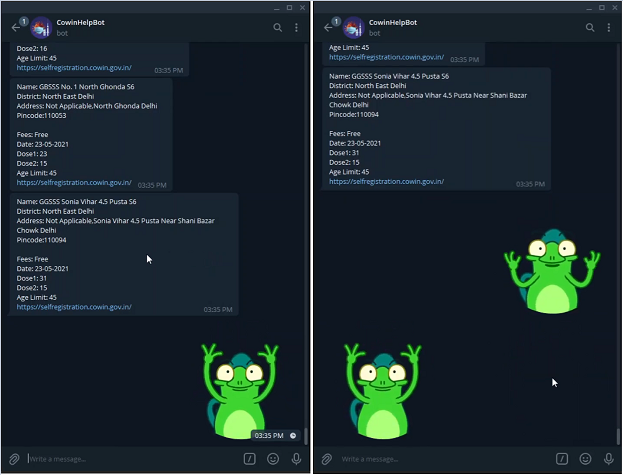 1
CowinHelpBot
bot
Dose2: 16
Age Limit: 45
https://selfregistration.cowin.gov.in/
03:35 PM
Name: GBSSS No. 1 North Ghonda S6
District: North East Delhi
Address: Not Applicable,North Ghonda Delhi
Pincode:110053
Fees: Free
Date: 23-05-2021
Dose1: 23
Dose2: 15
Age Limit: 45
https://selfregistration.cowin.gov.in/
03:35 PM
Name: GGSSS Sonia Vihar 4.5 Pusta S6
District: North East Delhi
Address: Not Applicable,Sonia Vihar 4.5 Pusta Near Shani Bazar
Chowk Delhi
Pincode:110094
Fees: Free
Date: 23-05-2021
Dose1: 31
Dose2: 15
Age Limit: 45
https://selfregistration.cowin.gov.in/
03:35 PM
03:35 PM
Write a message...
1
CowinHelpBot
bot
Age Limit: 45
https://selfregistration.cowin.gov.in/
03:35 PM
Name: GGSSS Sonia Vihar 4.5 Pusta S6
District: North East Delhi
Address: Not Applicable,Sonia Vihar 4.5 Pusta Near Shani Bazar
Chowk Delhi
Pincode:110094
Fees: Free
Date: 23-05-2021
Dose1: 31
Dose2: 15
Age Limit: 45
https://selfregistration.cowin.gov.in/
03:35 PM
Write a message...